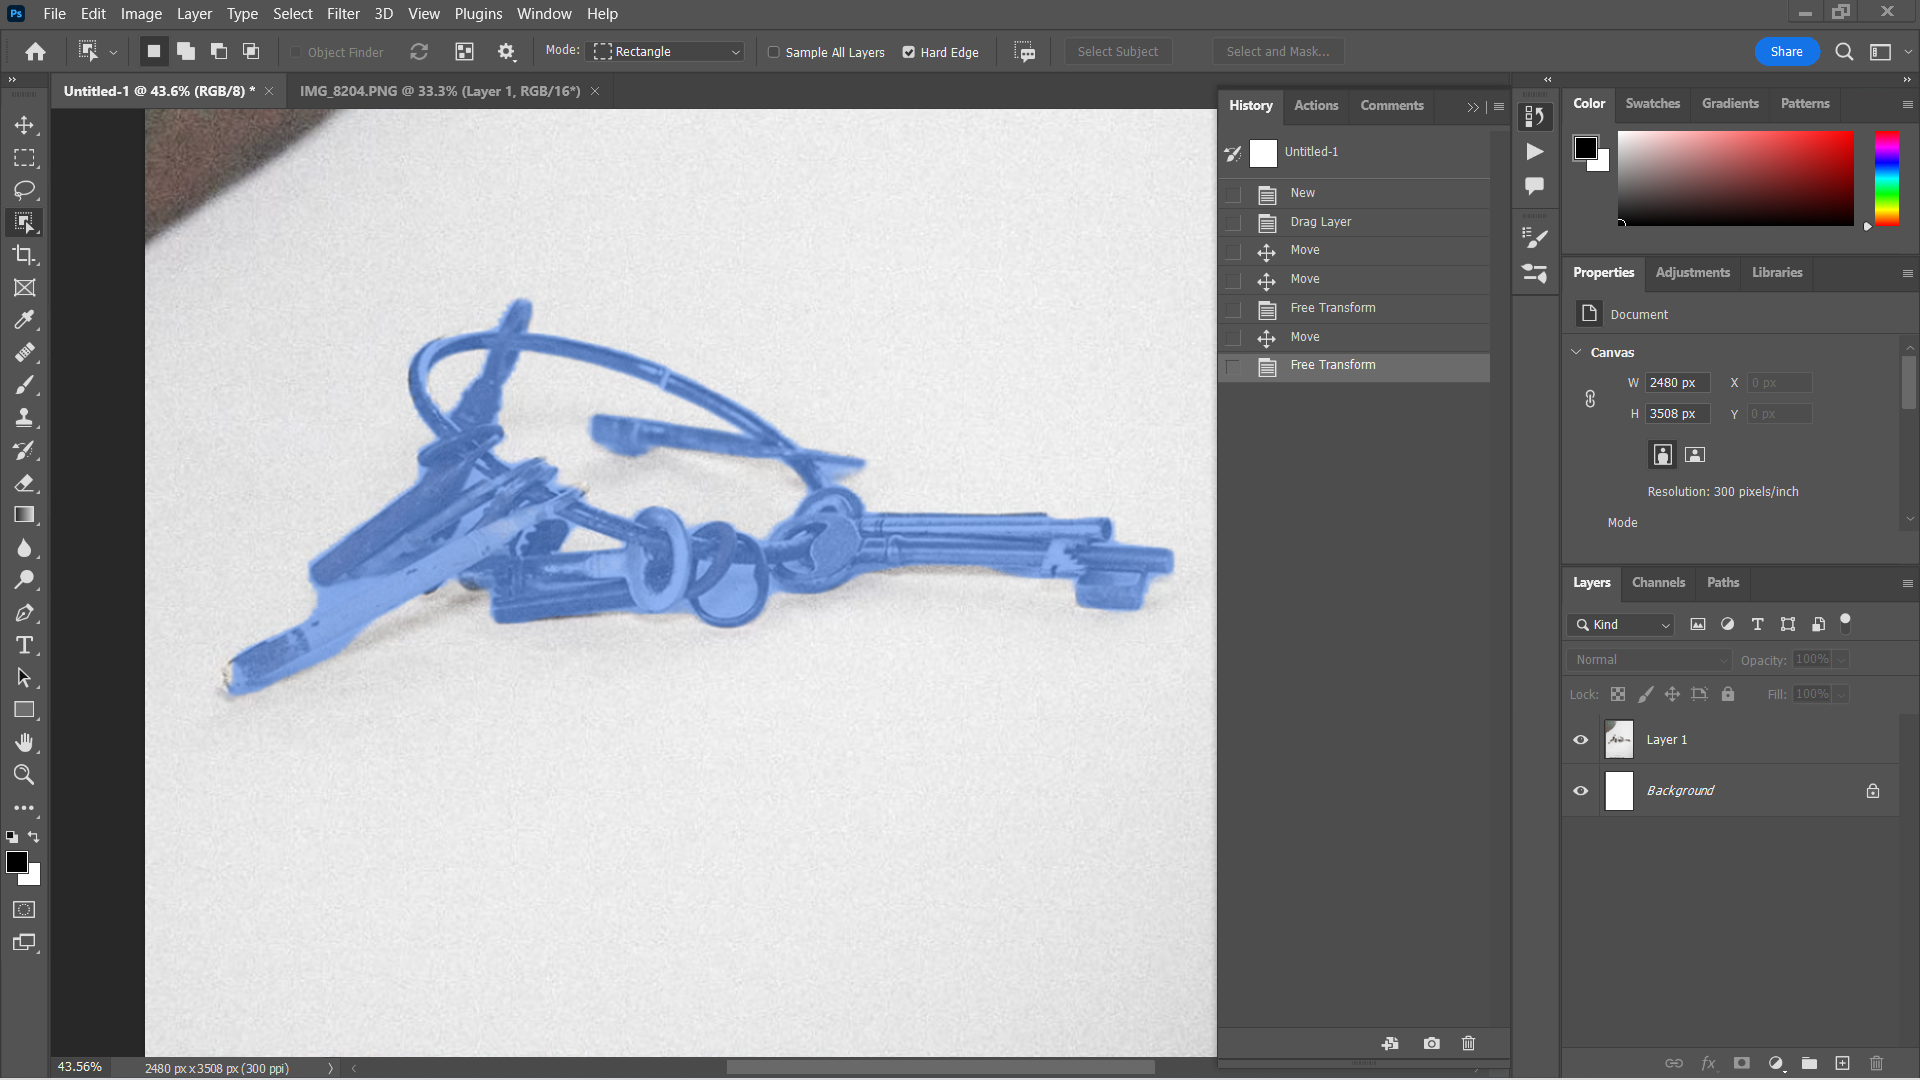 Ps File Edit Image Layer Type Select Filter 3D View Plugins Window Help
Object Finder Mode: Rectangle Sample All Layers Hard Edge Select Subject Select and Mask... Share
Untitled-1 @ 43.6% (RGB/8) * IMG_8204.PNG @ 33.3% (Layer 1, RGB/16*)
History Actions Comments
Untitled-1
New
Drag Layer
Move
Move
Free Transform
Move
Free Transform
Color Swatches Gradients Patterns
Properties Adjustments Libraries
Document
Canvas
W 2480 px X 0 px
H 3508 px Y 0 px
Resolution: 300 pixels/inch
Mode
Layers Channels Paths
Kind
Normal Opacity: 100%
Lock: Fill: 100%
Layer 1
Background
fx
43.56% 2480 px x 3508 px (300 ppi)